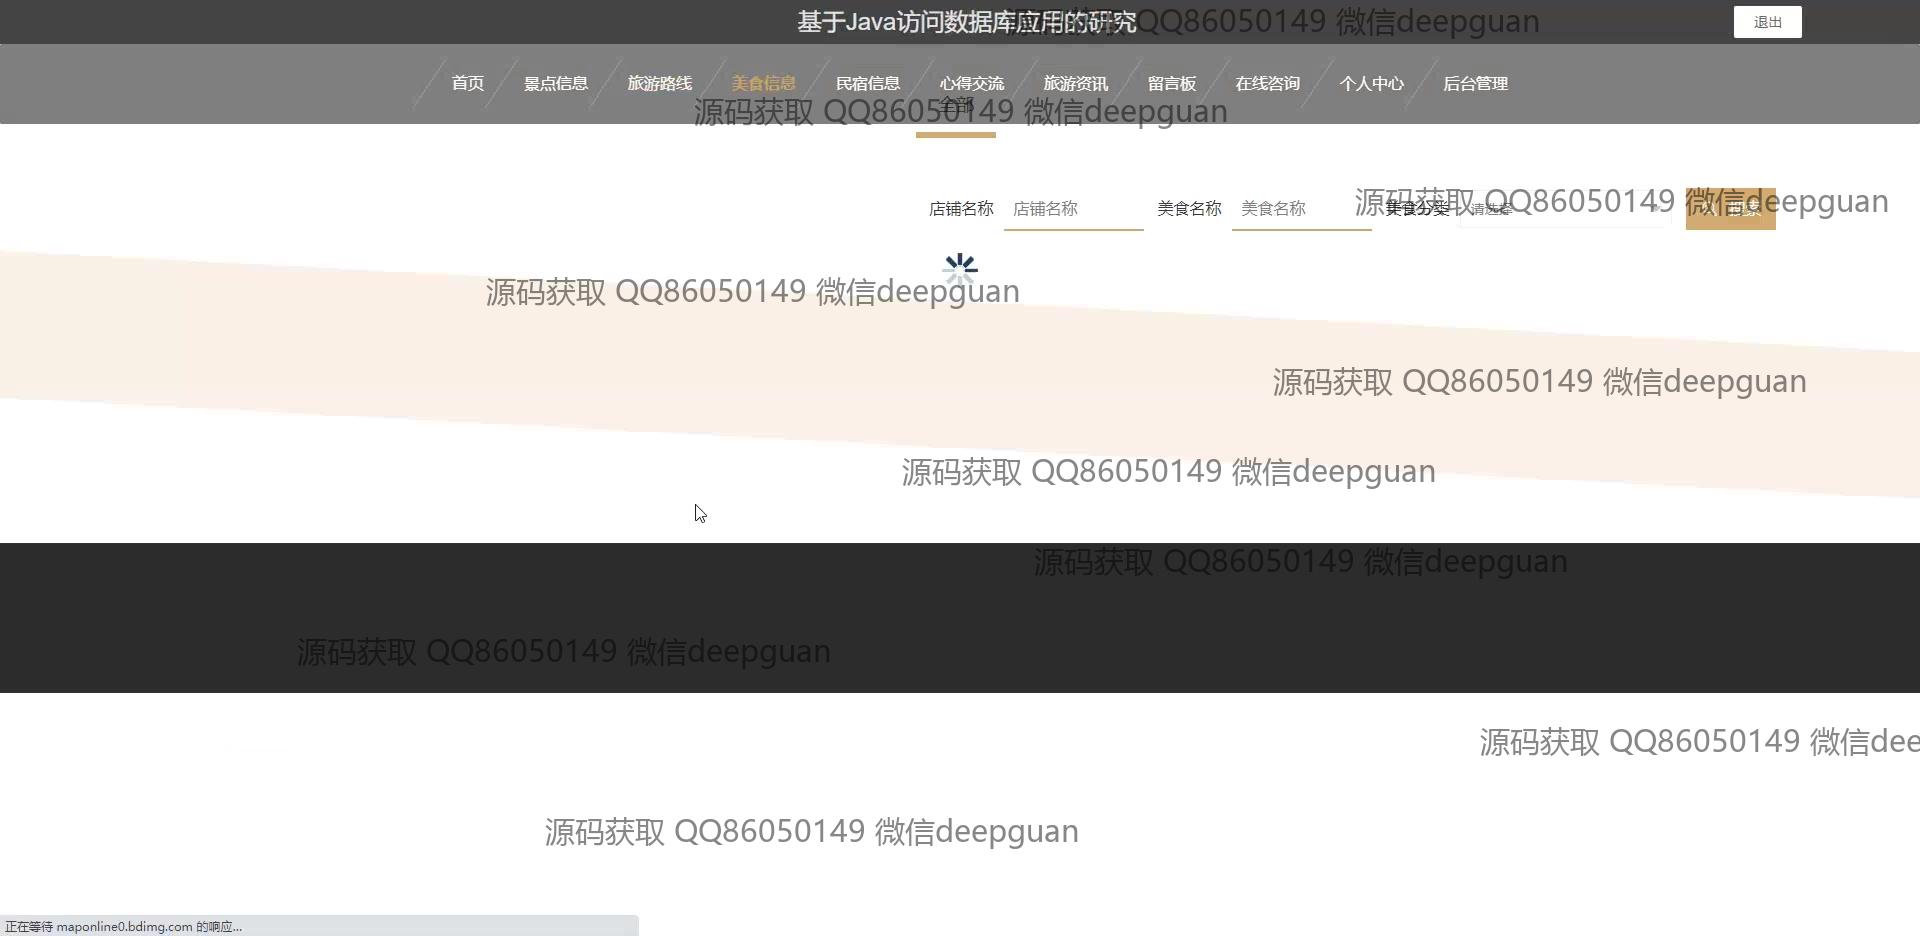 基于Java访问数据库应用的研究
源码获取 QQ86050149 微信deepguan
退出
首页 景点信息 旅游路线 美食信息 民宿信息 心得交流 旅游资讯 留言板 在线咨询 个人中心 后台管理
全部
源码获取 QQ86050149 微信deepguan
店铺名称 店铺名称 美食名称 美食名称 美食分类 请选择 搜索
源码获取 QQ86050149 微信deepguan
源码获取 QQ86050149 微信deepguan
源码获取 QQ86050149 微信deepguan
源码获取 QQ86050149 微信deepguan
源码获取 QQ86050149 微信deepguan
源码获取 QQ86050149 微信deepguan
源码获取 QQ86050149 微信dee
源码获取 QQ86050149 微信deepguan
正在等待 maponline0.bdimg.com 的响应...